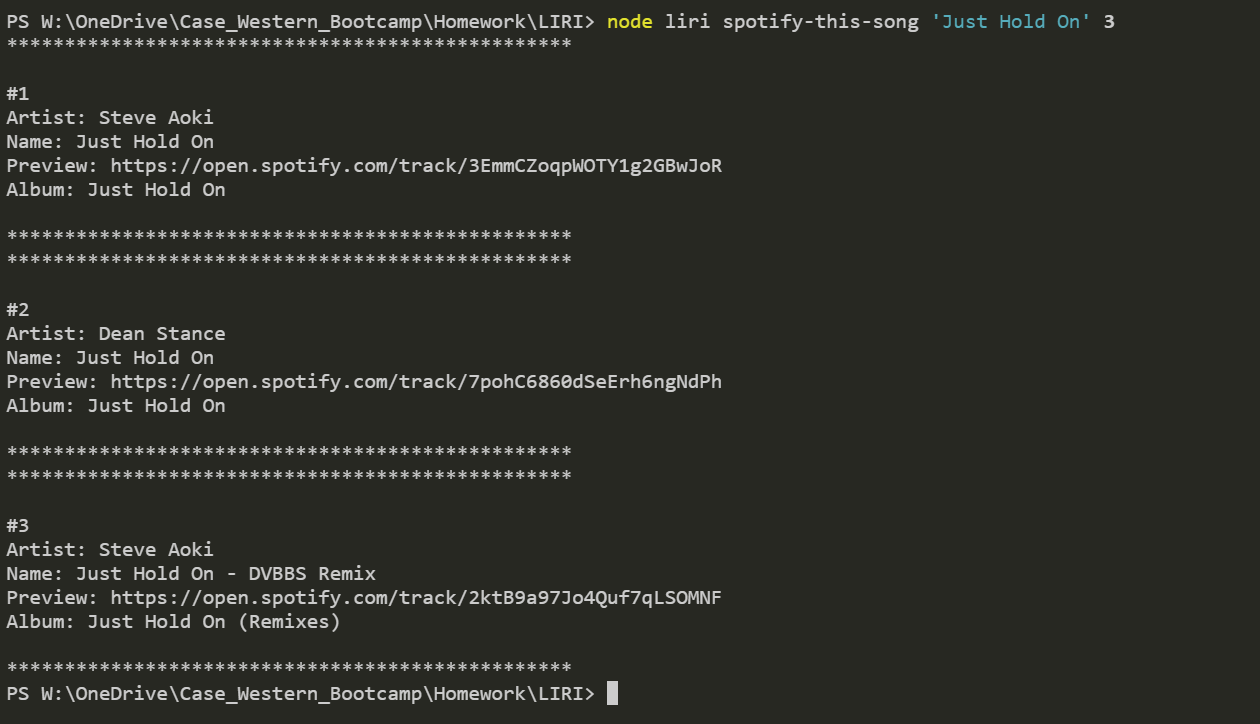 PS W:\OneDrive\Case_Western_Bootcamp\Homework\LIRI> node liri spotify-this-song 'Just Hold On' 3
*************************************************
#1
Artist: Steve Aoki
Name: Just Hold On
Preview: https://open.spotify.com/track/3EmmCZoqpWOTY1g2GBwJoR
Album: Just Hold On
*************************************************
*************************************************
#2
Artist: Dean Stance
Name: Just Hold On
Preview: https://open.spotify.com/track/7pohC6860dSeErh6ngNdPh
Album: Just Hold On
*************************************************
*************************************************
#3
Artist: Steve Aoki
Name: Just Hold On - DVBBS Remix
Preview: https://open.spotify.com/track/2ktB9a97Jo4Quf7qLSOMNF
Album: Just Hold On (Remixes)
*************************************************
PS W:\OneDrive\Case_Western_Bootcamp\Homework\LIRI>